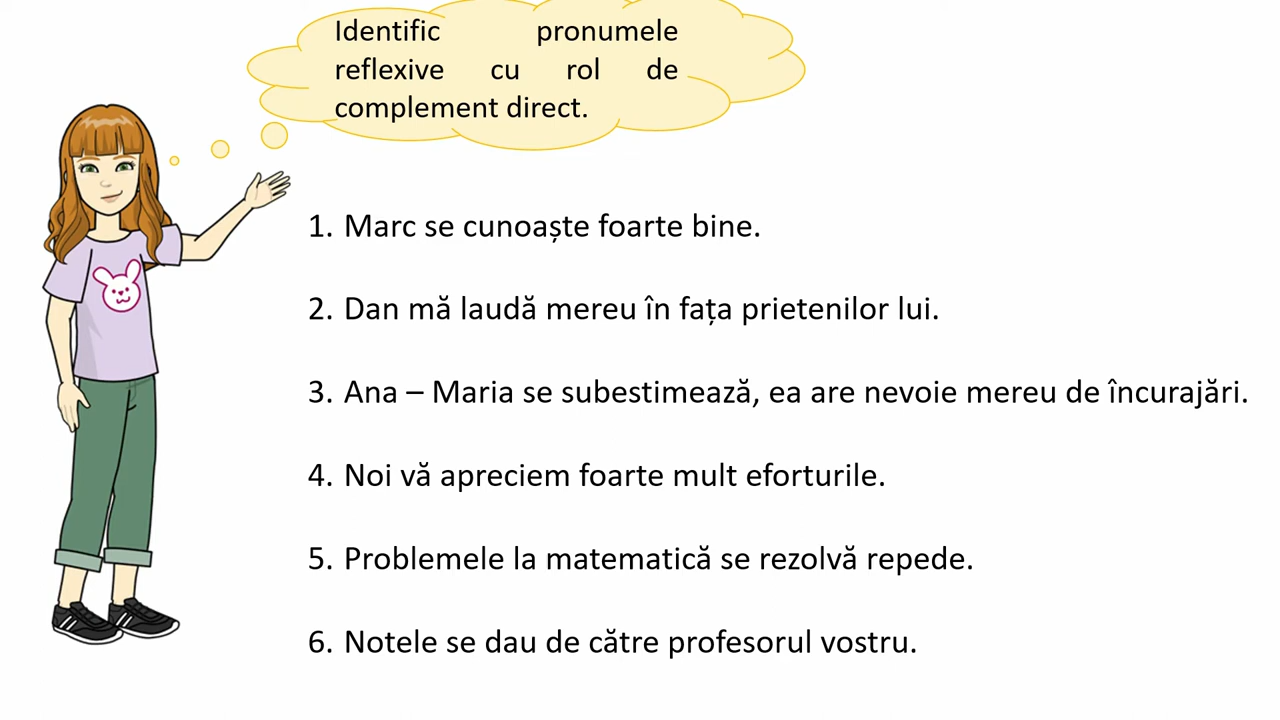 Identific pronumele
reflexive cu rol de
complement direct.
1. Marc se cunoaște foarte bine.
2. Dan mă laudă mereu în fața prietenilor lui.
3. Ana – Maria se subestimează, ea are nevoie mereu de încurajări.
4. Noi vă apreciem foarte mult eforturile.
5. Problemele la matematică se rezolvă repede.
6. Notele se dau de către profesorul vostru.